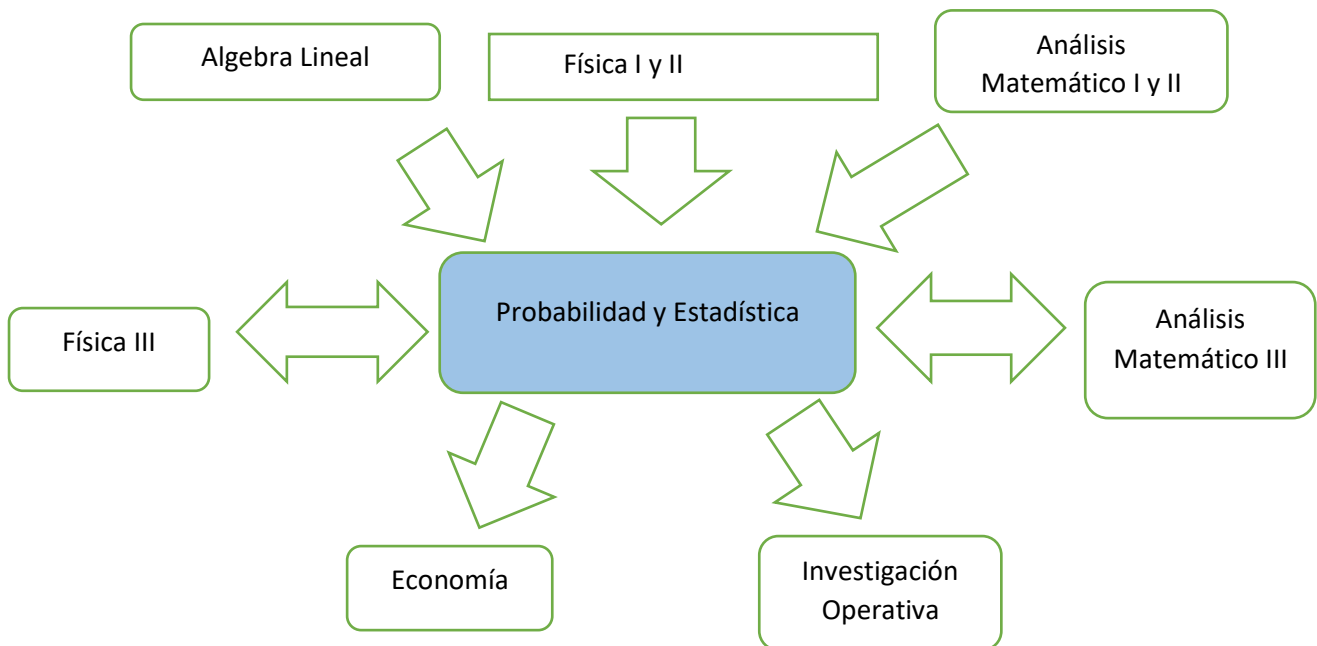 Algebra Lineal
Física I y II
Análisis
Matemático I y II
Física III
Probabilidad y Estadística
Análisis
Matemático III
Economía
Investigación
Operativa